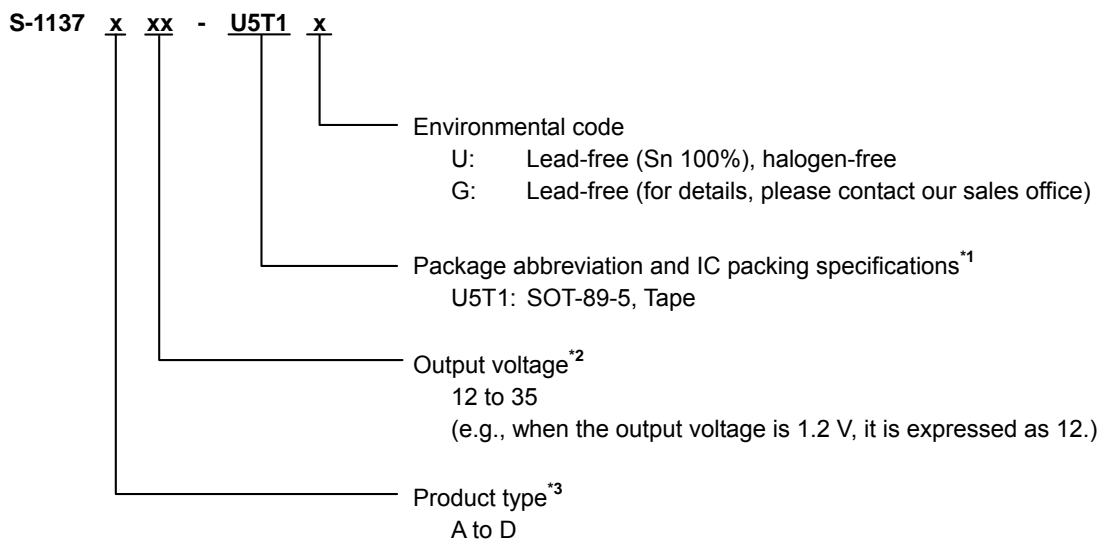 S-1137 x xx - U5T1 x
Environmental code
U: Lead-free (Sn 100%), halogen-free
G: Lead-free (for details, please contact our sales office)
Package abbreviation and IC packing specifications*1
U5T1: SOT-89-5, Tape
Output voltage*2
12 to 35
(e.g., when the output voltage is 1.2 V, it is expressed as 12.)
Product type*3
A to D